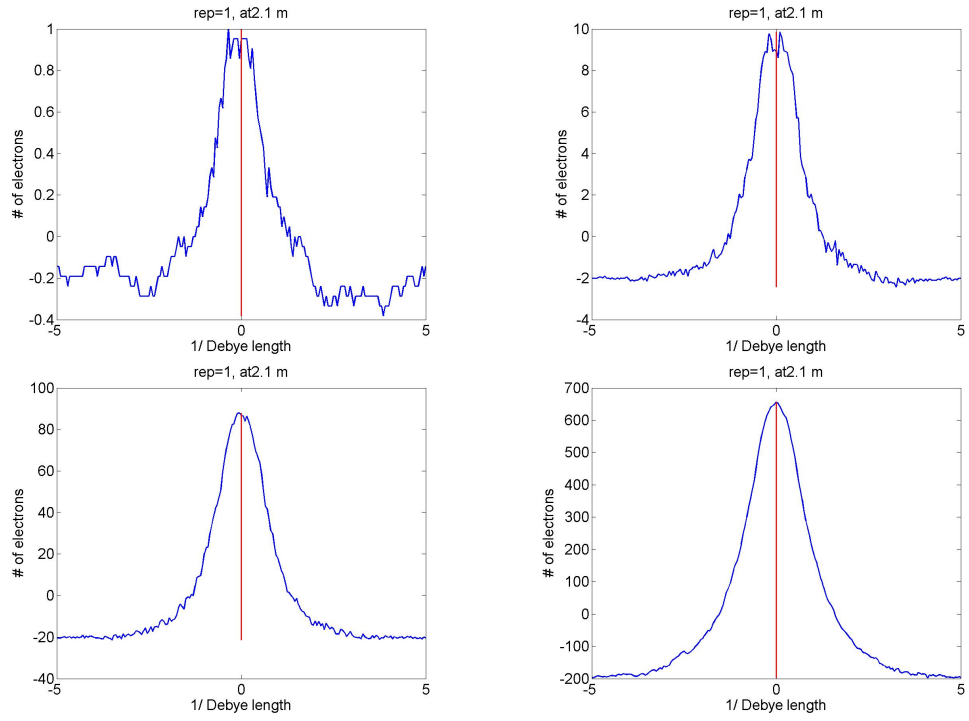 rep=1, at2.1 m
1
0.8
0.6
0.4
0.2
0
-0.2
-0.4
# of electrons
-5 0 5
1/ Debye length
rep=1, at2.1 m
10
8
6
4
2
0
-2
-4
# of electrons
-5 0 5
1/ Debye length
rep=1, at2.1 m
100
80
60
40
20
0
-20
-40
# of electrons
-5 0 5
1/ Debye length
rep=1, at2.1 m
700
600
500
400
300
200
100
0
-100
-200
# of electrons
-5 0 5
1/ Debye length